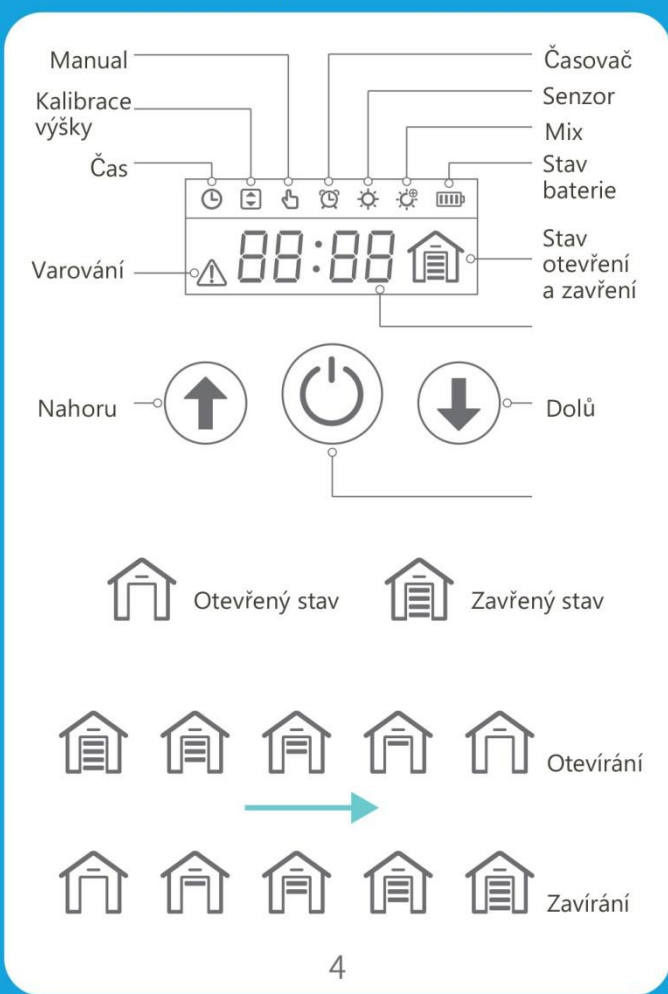 Manual
Časovač
Kalibrace
výšky
Senzor
Mix
Čas
Stav
baterie
88:88
Stav
otevření
a zavření
Varování
Nahoru
Dolů
Otevřený stav
Zavřený stav
Otevírání
Zavírání
4